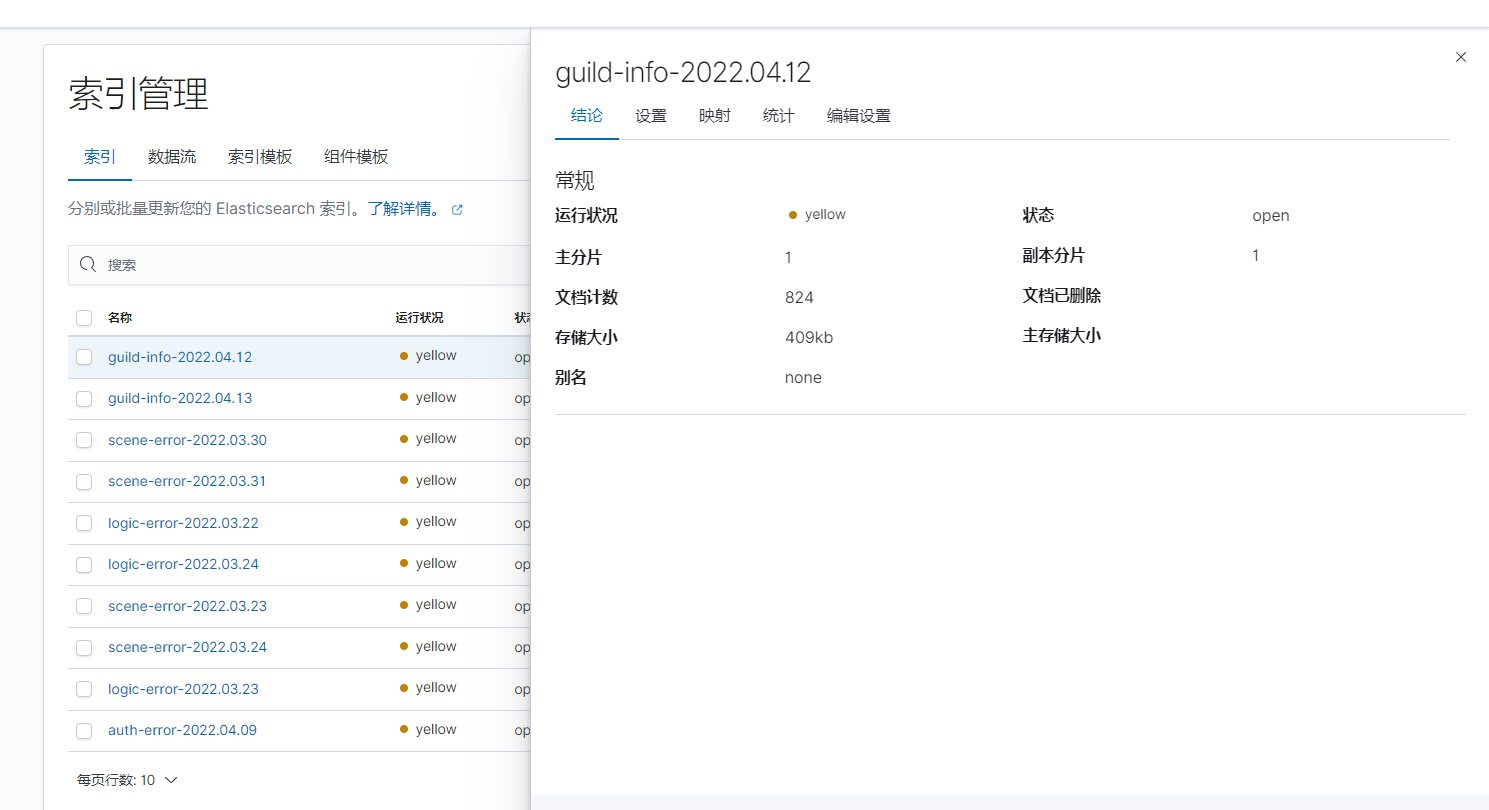 索引管理
索引 数据流 索引模板 组件模板
分别或批量更新您的 Elasticsearch 索引。了解详情。
搜索
名称 运行状况
guild-info-2022.04.12 yellow op
guild-info-2022.04.13 yellow op
scene-error-2022.03.30 yellow op
scene-error-2022.03.31 yellow op
logic-error-2022.03.22 yellow op
logic-error-2022.03.24 yellow op
scene-error-2022.03.23 yellow op
scene-error-2022.03.24 yellow op
logic-error-2022.03.23 yellow op
auth-error-2022.04.09 yellow op
每页行数: 10
guild-info-2022.04.12
结论 设置 映射 统计 编辑设置
常规
运行状况 yellow 状态 open
主分片 1 副本分片 1
文档计数 824 文档已删除
存储大小 409kb 主存储大小
别名 none